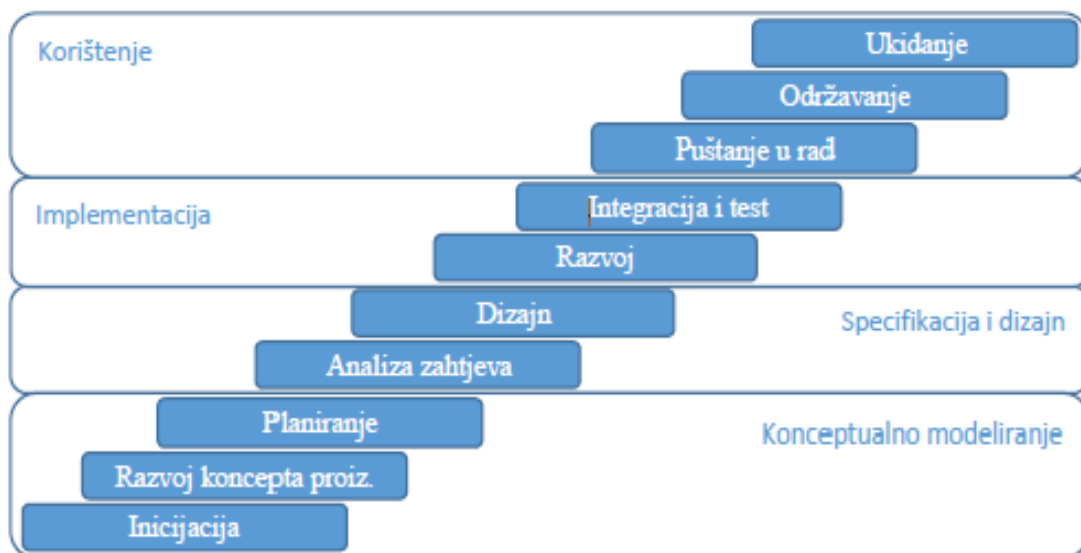 Korištenje
Ukidanje
Održavanje
Puštanje u rad
Implementacija
Integracija i test
Razvoj
Dizajn
Specifikacija i dizajn
Analiza zahtjeva
Planiranje
Konceptualno modeliranje
Razvoj koncepta proiz.
Inicijacija